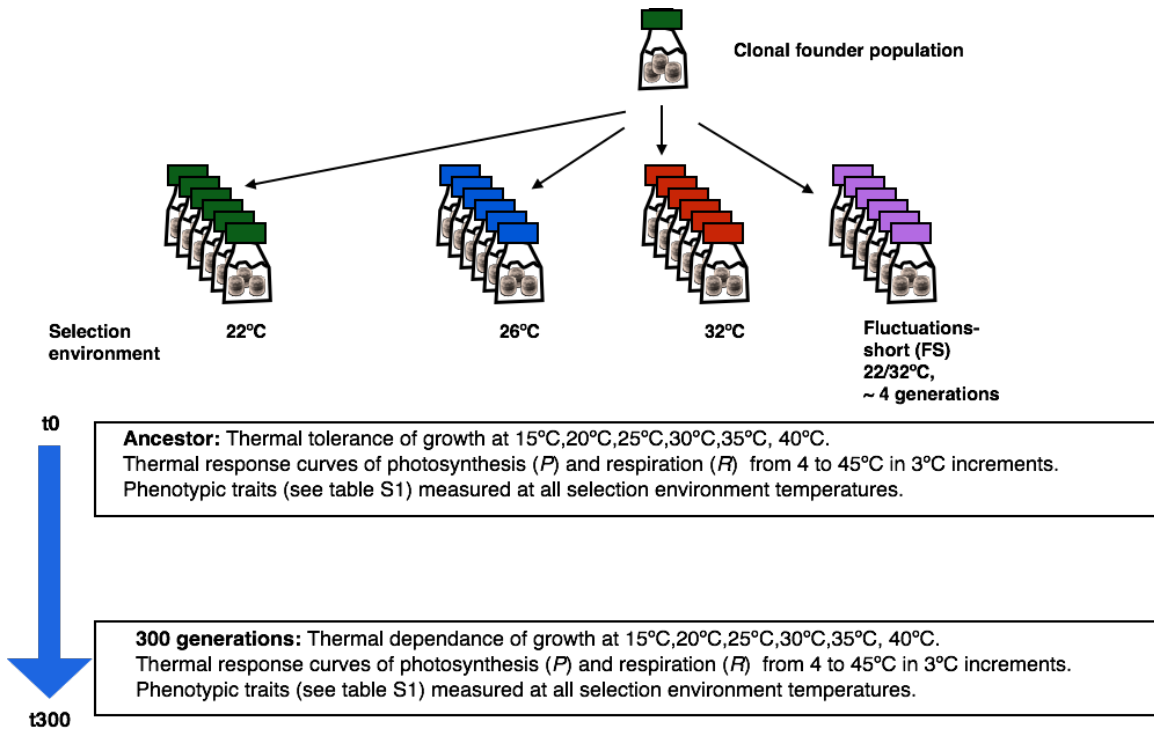 Clonal founder population
Selection
environment
22ºC
26ºC
32ºC
Fluctuations-
short (FS)
22/32ºC,
~ 4 generations
t0
Ancestor: Thermal tolerance of growth at 15ºC,20ºC,25ºC,30ºC,35ºC, 40ºC.
Thermal response curves of photosynthesis (P) and respiration (R)  from 4 to 45ºC in 3ºC increments.
Phenotypic traits (see table S1) measured at all selection environment temperatures.
300 generations: Thermal dependance of growth at 15ºC,20ºC,25ºC,30ºC,35ºC, 40ºC.
Thermal response curves of photosynthesis (P) and respiration (R)  from 4 to 45ºC in 3ºC increments.
Phenotypic traits (see table S1) measured at all selection environment temperatures.
t300